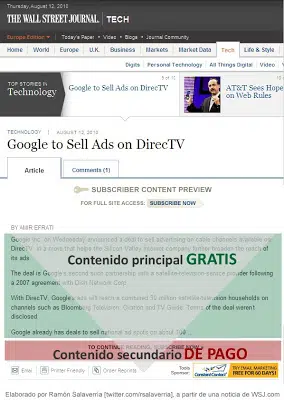 Thursday, August 12, 2010
THE WALL STREET JOURNAL. TECH
Europe Edition Today's Paper • Video • Blogs • Journal Community
Home World Europe U.K. Business Markets Market Data Tech Life & Style
Digits Personal Technology All Things Digital Video
TOP STORIES IN
Technology
5 of 12
Google to Sell Ads on DirecTV
AT&T Sees Hope
on Web Rules
TECHNOLOGY AUGUST 12, 2010
Google to Sell Ads on DirecTV
Article Comments (1)
SUBSCRIBER CONTENT PREVIEW
FOR FULL SITE ACCESS: SUBSCRIBE NOW
By AMIR EFRATI
Google Inc. on Wednesday announced a deal to sell advertising on cable channels available via
DirecTV, in a move that helps the Silicon Valley Internet company further broaden the reach of
its ads.
Contenido principal GRATIS
The deal is Google's second such partnership with a satellite-television service provider following
a 2007 agreement with Dish Network Corp.
With DirecTV, Google's ads will reach a combined 30 million satellite-television households on
channels such as Bloomberg Television, and TV Guide. Terms of the deal weren't
disclosed.
Google already has deals to sell national ad spots on
TO CONTINUE READING, SUBSCRIBE NOW
Contenido secundario DE PAGO
Email Printer Friendly Order Reprints
Tools
Sponsor
Constant Contact
TRY EMAIL MARKETING
FREE FOR 60 DAYS!
Elaborado por Ramón Salaverría [twitter.com/rsalaverria], a partir de una noticia de WSJ.com